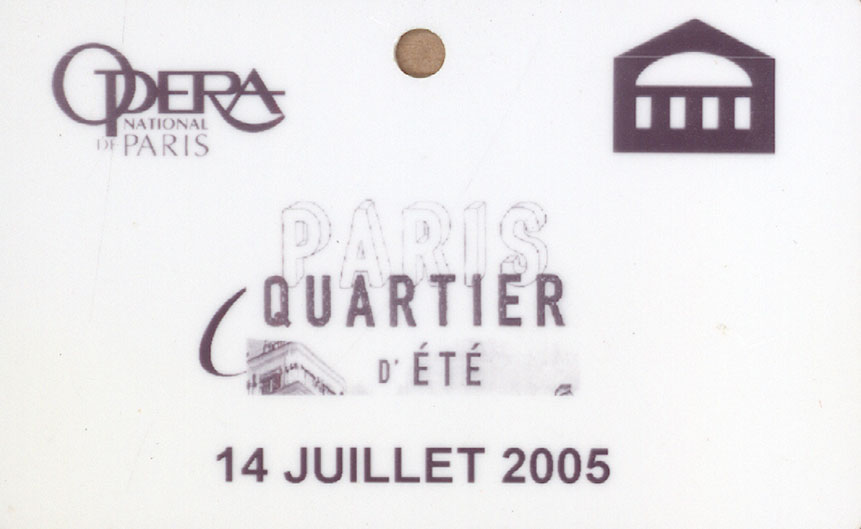 OPERA
NATIONAL
DE PARIS
PARIS
QUARTIER
D'ÉTÉ
14 JUILLET 2005